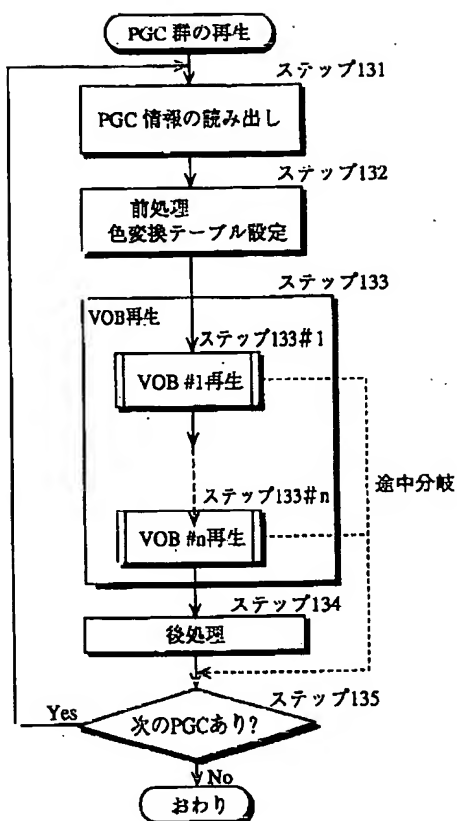 PGC 群の再生
ステップ131
PGC 情報の読み出し
ステップ132
前処理
色変換テーブル設定
ステップ133
VOB再生
ステップ133#1
VOB #1再生
途中分岐
ステップ133#n
VOB #n再生
ステップ134
後処理
ステップ135
Yes
次のPGCあり?
No
おわり